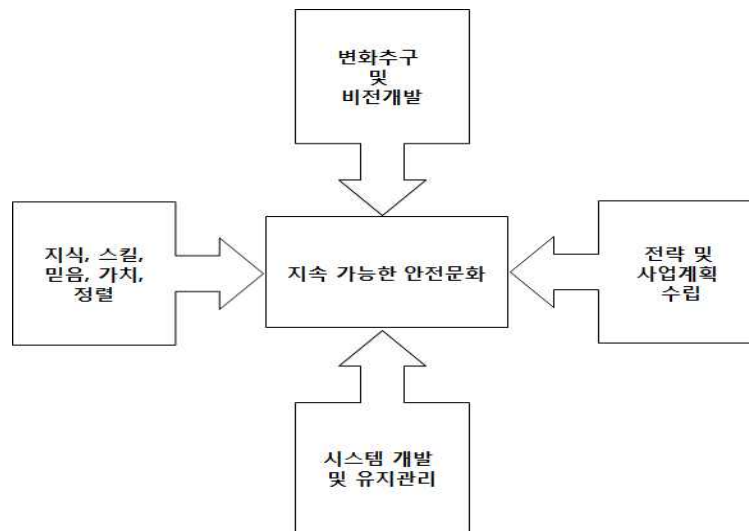 변화추구
및
비전개발
지식, 스킬,
믿음, 가치,
정렬
지속 가능한 안전문화
전략 및
사업계획
수립
시스템 개발
및 유지관리